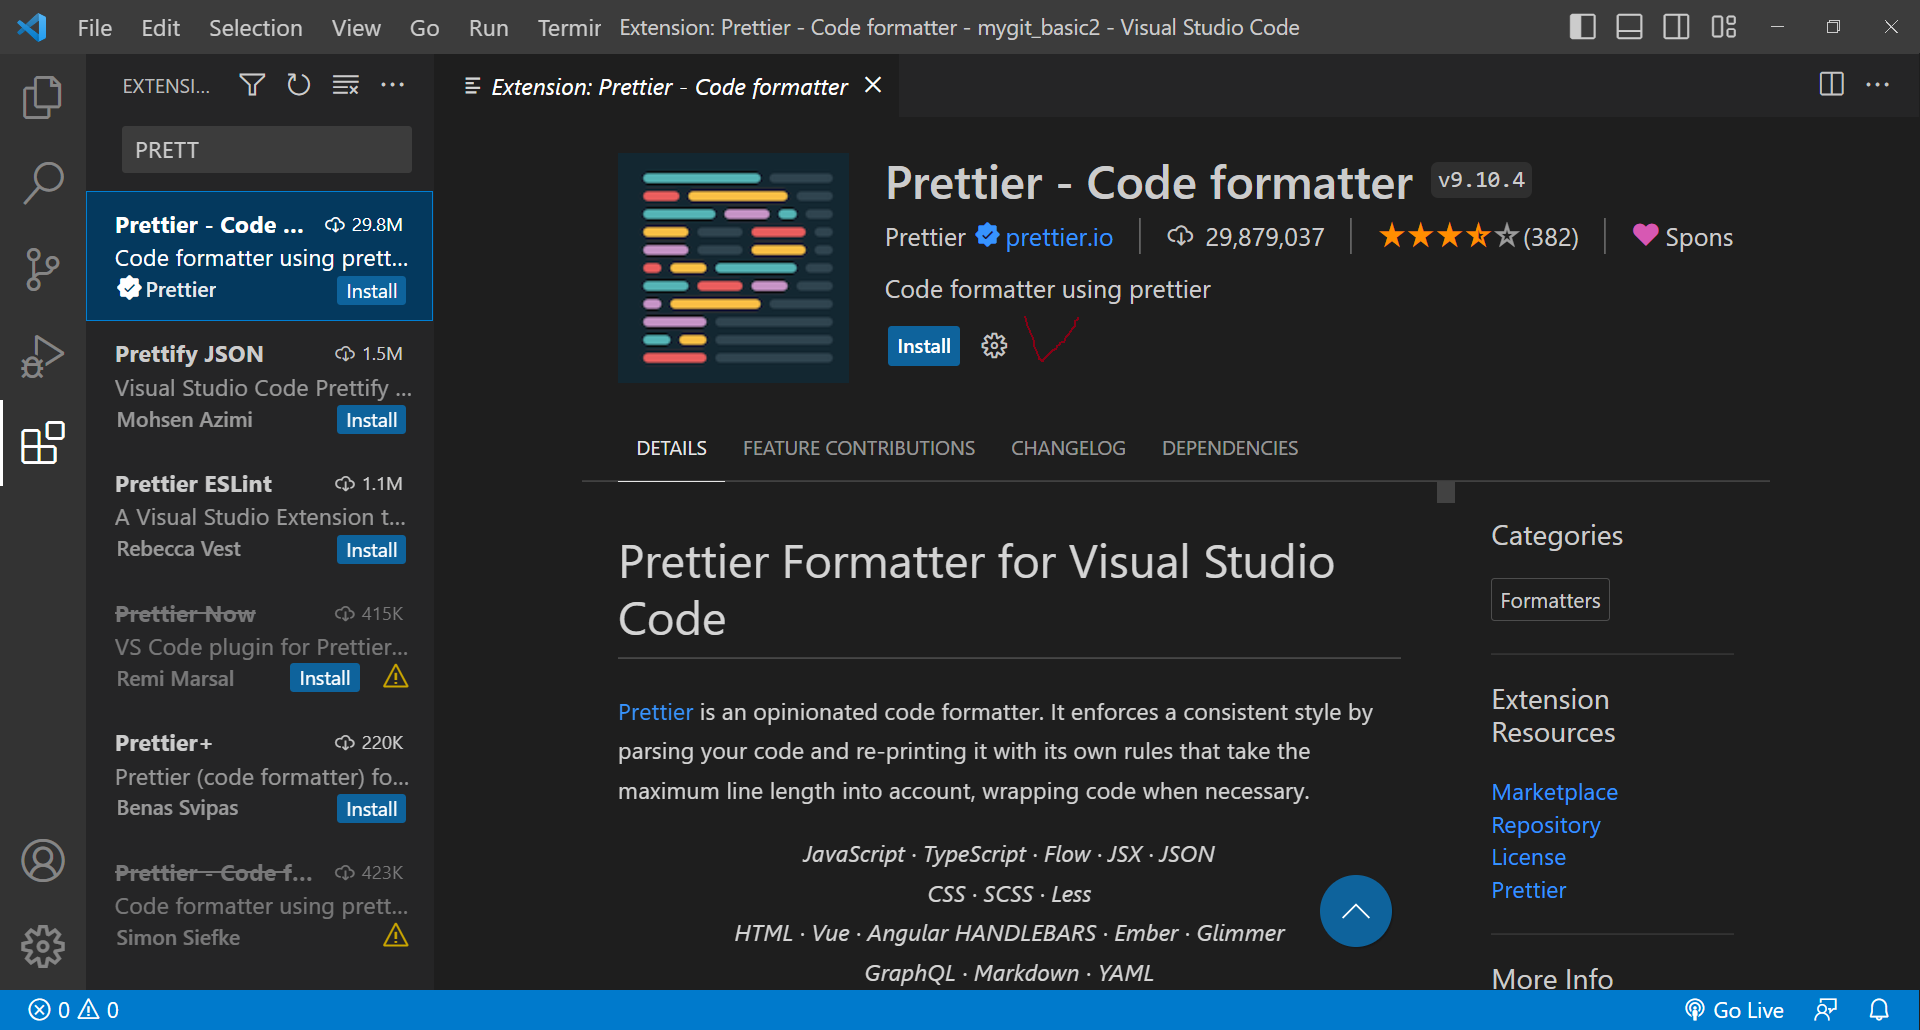 File Edit Selection View Go Run Termir Extension: Prettier - Code formatter - mygit_basic2 - Visual Studio Code
EXTENSI...
PRETT
Prettier - Code ... 29.8M
Code formatter using prett...
Prettier Install
Prettify JSON 1.5M
Visual Studio Code Prettify ...
Mohsen Azimi Install
Prettier ESLint 1.1M
A Visual Studio Extension t...
Rebecca Vest Install
Prettier Now 415K
VS Code plugin for Prettier...
Remi Marsal Install
Prettier+ 220K
Prettier (code formatter) fo...
Benas Svipas Install
Prettier - Code f... 423K
Code formatter using prett...
Simon Siefke
Extension: Prettier - Code formatter
Prettier - Code formatter v9.10.4
Prettier prettier.io 29,879,037 (382) Spons
Code formatter using prettier
Install
DETAILS FEATURE CONTRIBUTIONS CHANGELOG DEPENDENCIES
Prettier Formatter for Visual Studio
Code
Prettier is an opinionated code formatter. It enforces a consistent style by
parsing your code and re-printing it with its own rules that take the
maximum line length into account, wrapping code when necessary.
JavaScript · TypeScript · Flow · JSX · JSON
CSS · SCSS · Less
HTML · Vue · Angular HANDLEBARS · Ember · Glimmer
GraphQL · Markdown · YAML
Categories
Formatters
Extension
Resources
Marketplace
Repository
License
Prettier
More Info
0 0 Go Live